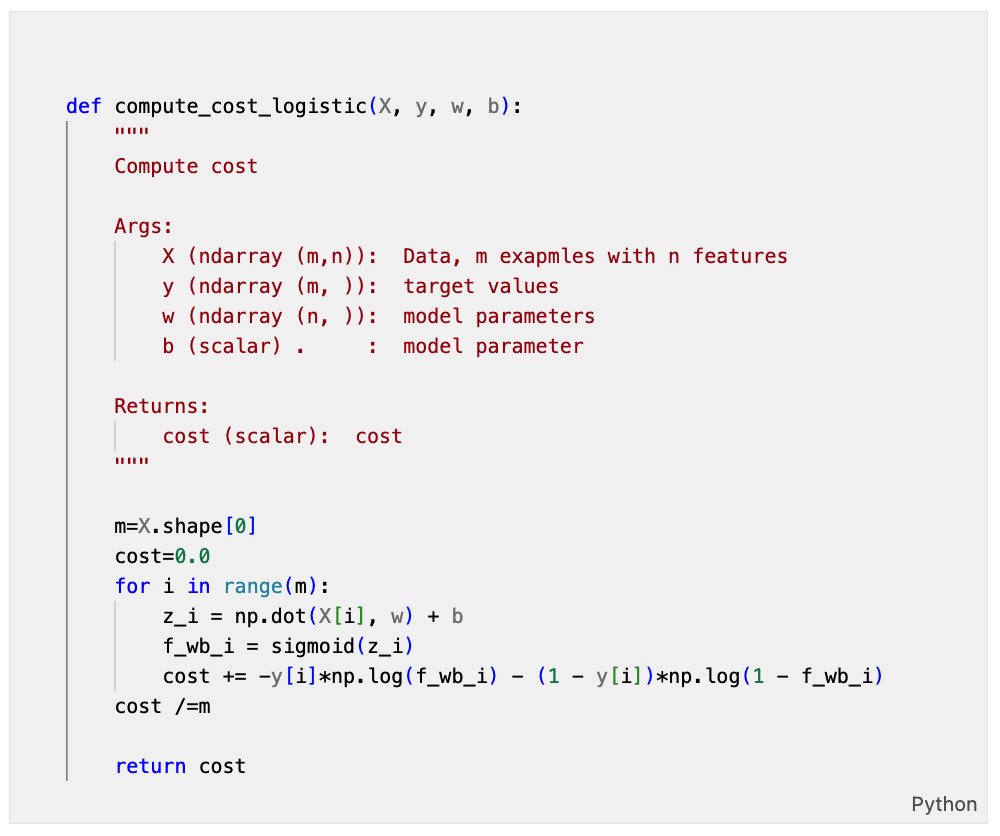 def compute_cost_logistic(X, y, w, b):
    """
    Compute cost

    Args:
        X (ndarray (m,n)):  Data, m exapmles with n features
        y (ndarray (m, )):  target values
        w (ndarray (n, )):  model parameters
        b (scalar) .     :  model parameter

    Returns:
        cost (scalar):  cost
    """

    m=X.shape[0]
    cost=0.0
    for i in range(m):
        z_i = np.dot(X[i], w) + b
        f_wb_i = sigmoid(z_i)
        cost += -y[i]*np.log(f_wb_i) - (1 - y[i])*np.log(1 - f_wb_i)
    cost /=m

    return cost
Python